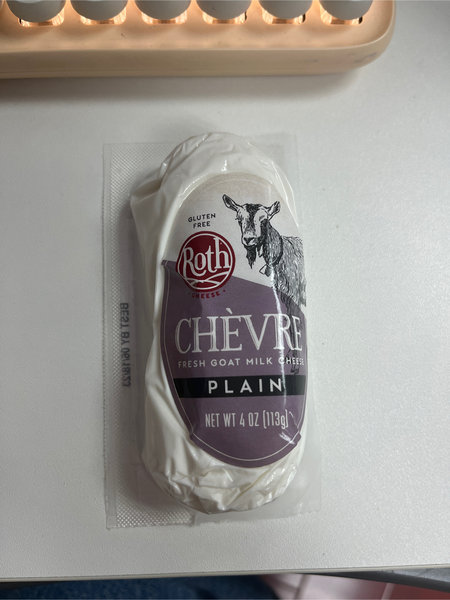 GLUTEN
FREE
Roth
CHEESE
CHÈVRE
FRESH GOAT MILK CHEESE
PLAIN
NET WT 4 OZ (113g)